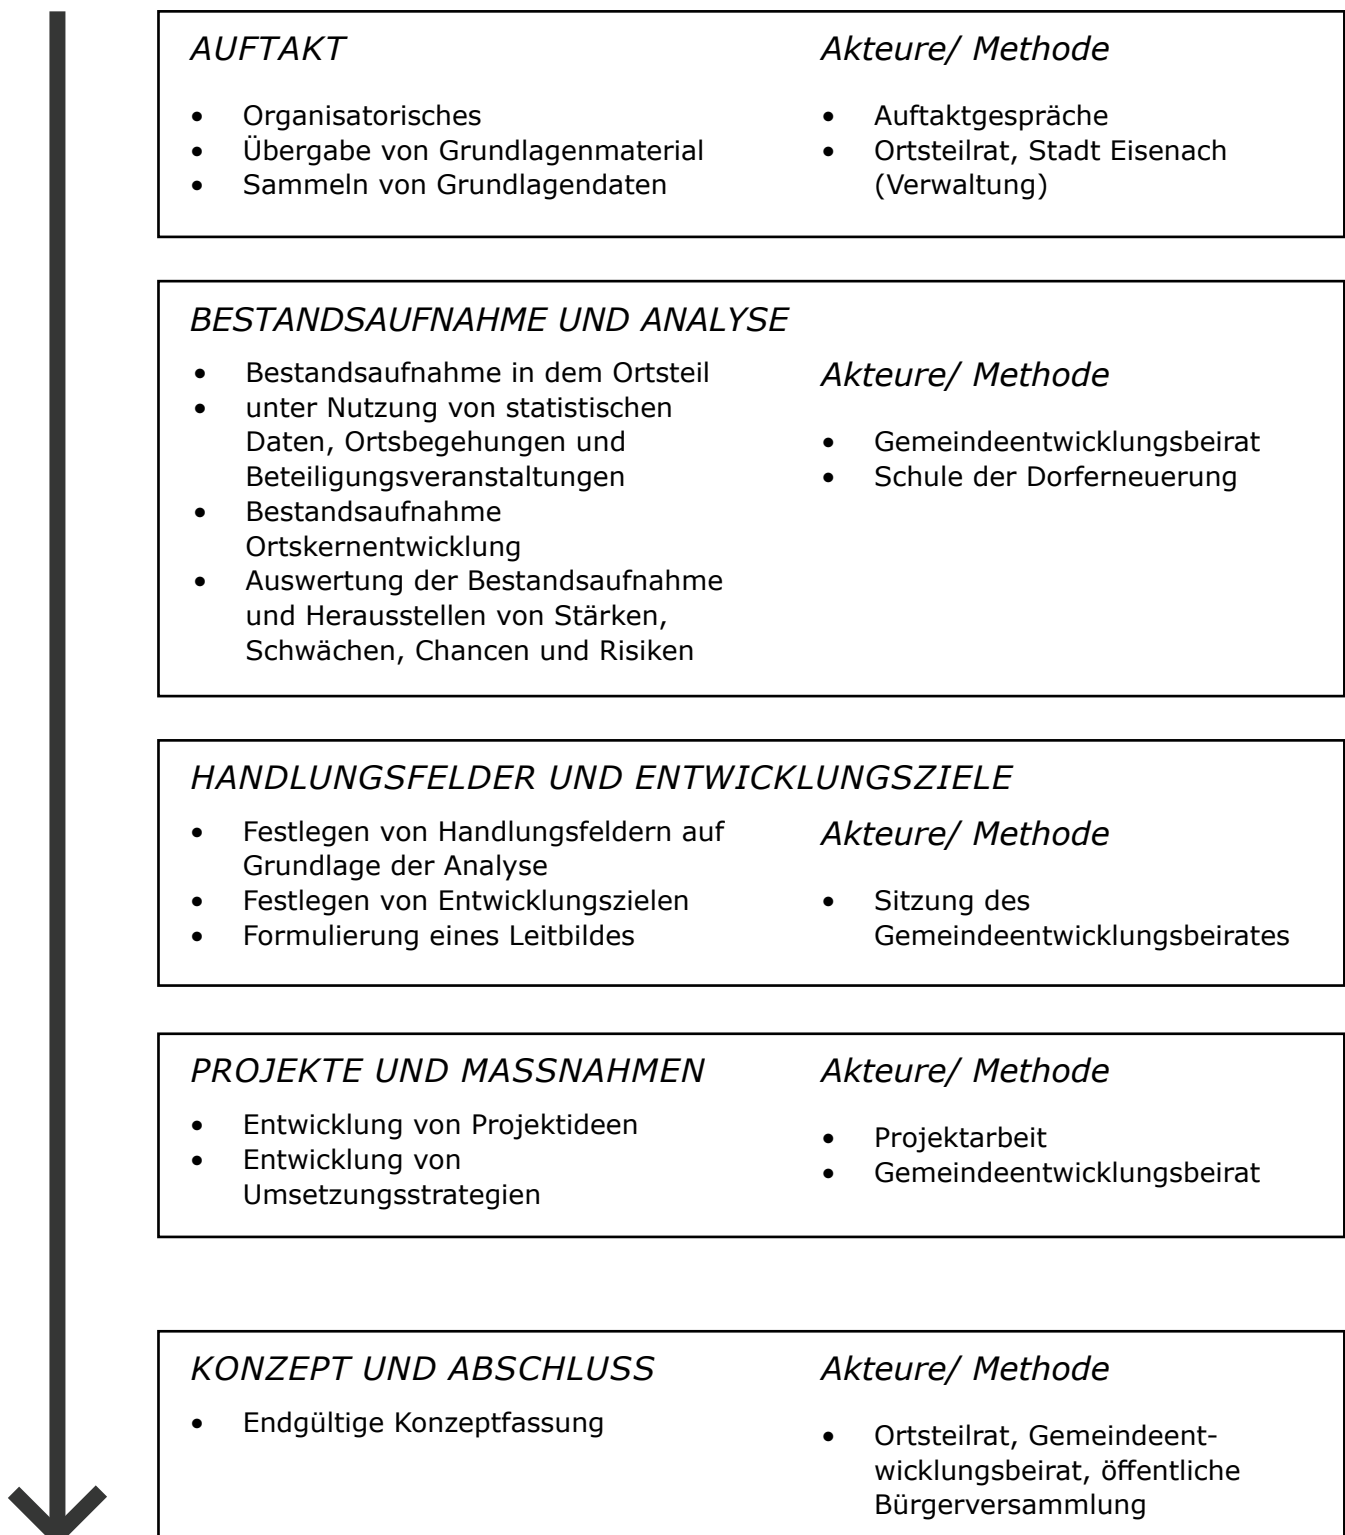 AUFTAKT
• Organisatorisches
• Übergabe von Grundlagenmaterial
• Sammeln von Grundlagendaten
Akteure/ Methode
• Auftaktgespräche
• Ortsteilrat, Stadt Eisenach
(Verwaltung)
BESTANDSAUFNAHME UND ANALYSE
• Bestandsaufnahme in dem Ortsteil
• unter Nutzung von statistischen
Daten, Ortsbegehungen und
Beteiligungsveranstaltungen
• Bestandsaufnahme
Ortskernentwicklung
• Auswertung der Bestandsaufnahme
und Herausstellen von Stärken,
Schwächen, Chancen und Risiken
Akteure/ Methode
• Gemeindeentwicklungsbeirat
• Schule der Dorferneuerung
HANDLUNGSFELDER UND ENTWICKLUNGSZIELE
• Festlegen von Handlungsfeldern auf
Grundlage der Analyse
• Festlegen von Entwicklungszielen
• Formulierung eines Leitbildes
Akteure/ Methode
• Sitzung des
Gemeindeentwicklungsbeirates
PROJEKTE UND MASSNAHMEN
• Entwicklung von Projektideen
• Entwicklung von
Umsetzungsstrategien
Akteure/ Methode
• Projektarbeit
• Gemeindeentwicklungsbeirat
KONZEPT UND ABSCHLUSS
• Endgültige Konzeptfassung
Akteure/ Methode
• Ortsteilrat, Gemeindeent-
wicklungsbeirat, öffentliche
Bürgerversammlung